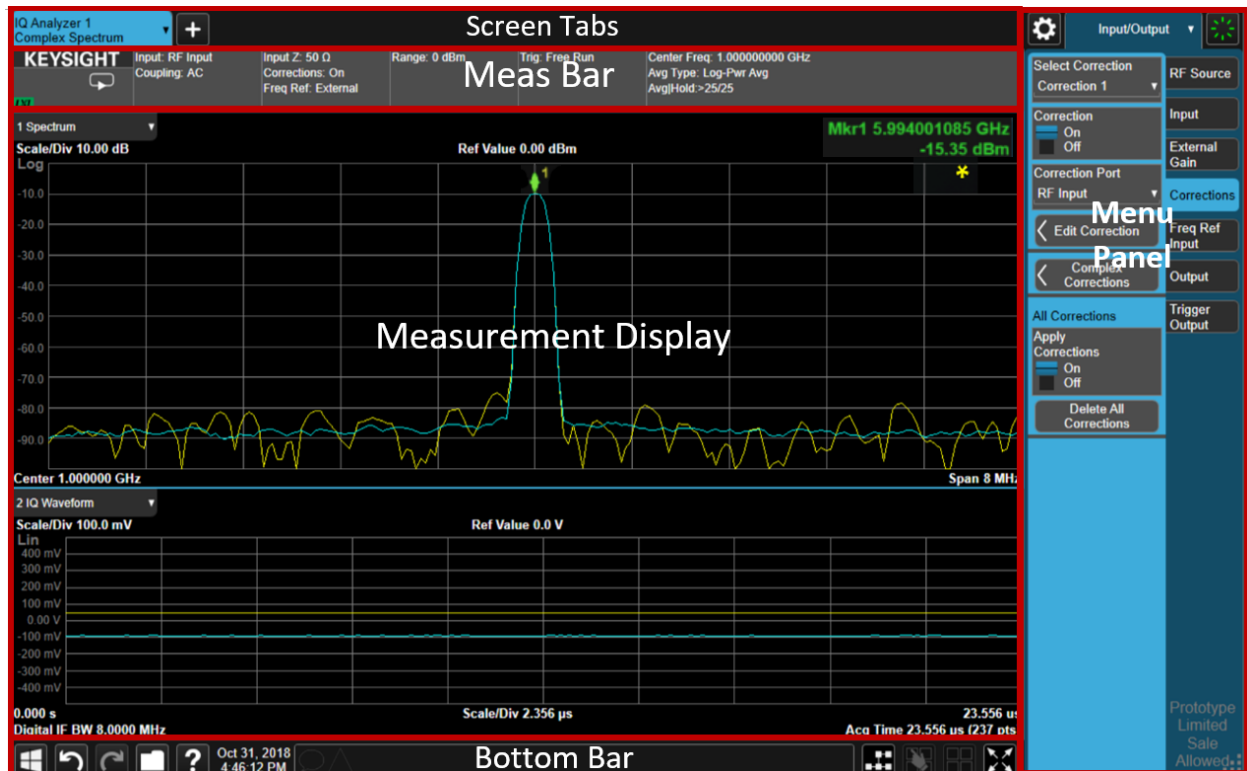 IQ Analyzer 1
Complex Spectrum
Screen Tabs
Input/Output
KEYSIGHT
LXI
Input: RF Input
Coupling: AC
Input Z: 50 Ω
Corrections: On
Freq Ref: External
Range: 0 dBm
Trig: Free Run
Center Freq: 1.000000000 GHz
Avg Type: Log-Pwr Avg
Avg|Hold:>25/25
Meas Bar
1 Spectrum
Scale/Div 10.00 dB
Ref Value 0.00 dBm
Mkr1 5.994001085 GHz
-15.35 dBm
Log
1
*
-10.0
-20.0
-30.0
-40.0
-50.0
-60.0
-70.0
-80.0
-90.0
Measurement Display
Center 1.000000 GHz
Span 8 MHz
2 IQ Waveform
Scale/Div 100.0 mV
Ref Value 0.0 V
Lin
400 mV
300 mV
200 mV
100 mV
0.00 V
-100 mV
-200 mV
-300 mV
-400 mV
0.000 s
Scale/Div 2.356 µs
23.556 us
Digital IF BW 8.0000 MHz
Acq Time 23.556 us (237 pts
?
Oct 31, 2018
4:46:12 PM
Bottom Bar
Select Correction
Correction 1
Correction
On
Off
Correction Port
RF Input
Edit Correction
Complex
Corrections
All Corrections
Apply
Corrections
On
Off
Delete All
Corrections
Menu
Panel
RF Source
Input
External
Gain
Corrections
Freq Ref
Input
Output
Trigger
Output
Prototype
Limited
Sale
Allowed